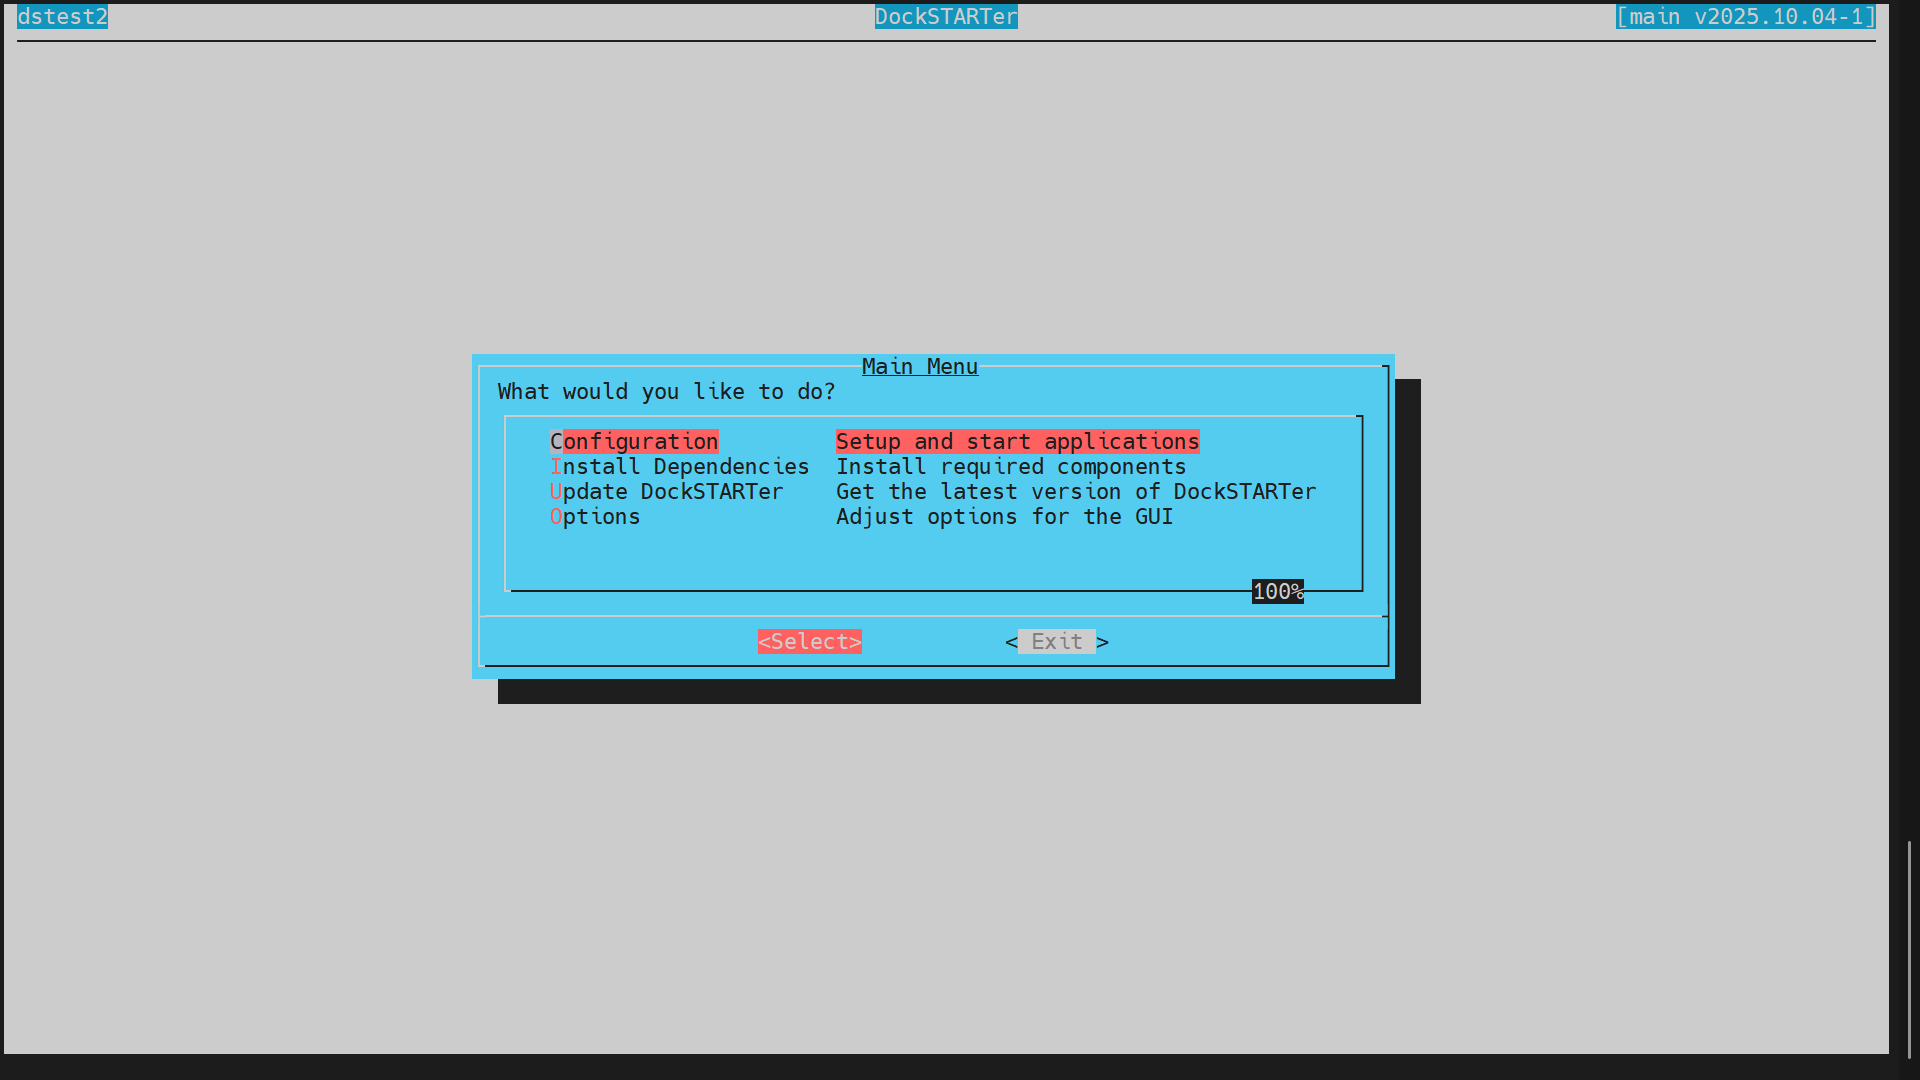 dstest2 DockSTARTer [main v2025.10.04-1]
Main Menu
What would you like to do?
Configuration Setup and start applications
Install Dependencies Install required components
Update DockSTARTer Get the latest version of DockSTARTer
Options Adjust options for the GUI
100%
<Select> < Exit >